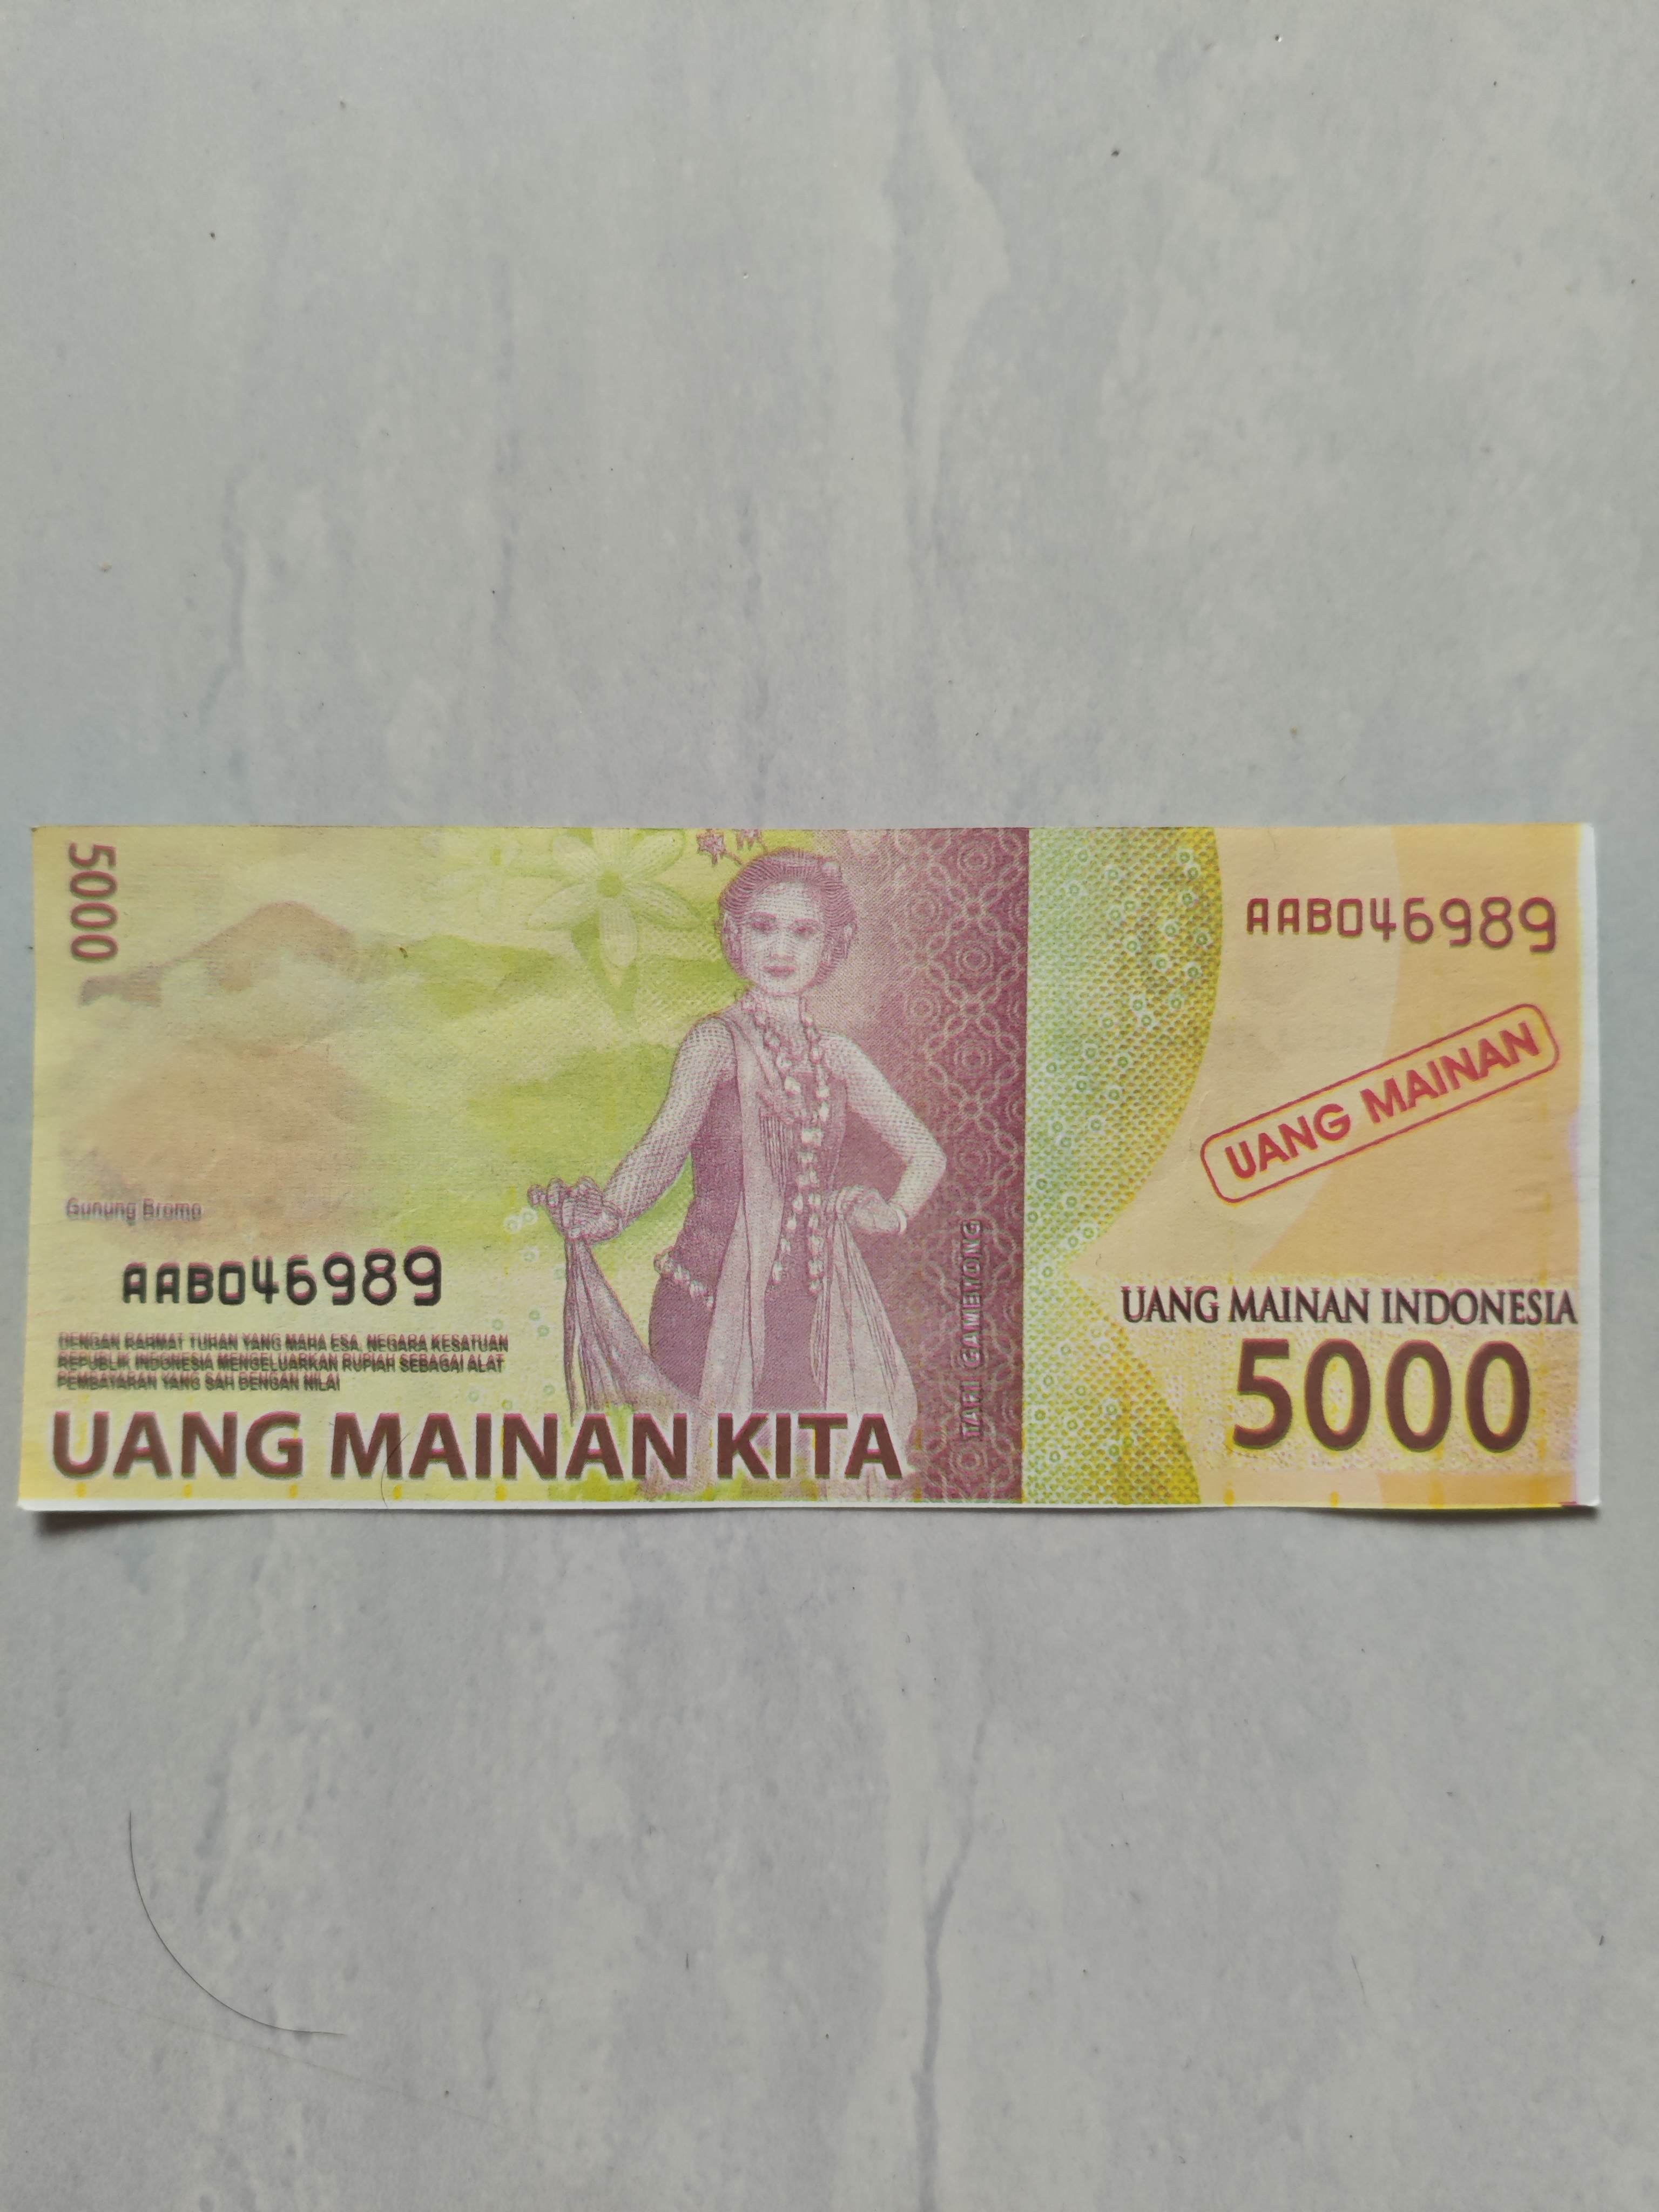 5000
AAB046989
UANG MAINAN
Gunung Bromo
AAB046989
DENGAN RAHMAT TUHAN YANG MAHA ESA, NEGARA KESATUAN
REPUBLIK INDONESIA MENGELUARKAN RUPIAH SEBAGAI ALAT
PEMBAYARAN YANG SAH DENGAN NILAI
UANG MAINAN KITA
TARI GAMBYONG
UANG MAINAN INDONESIA
5000